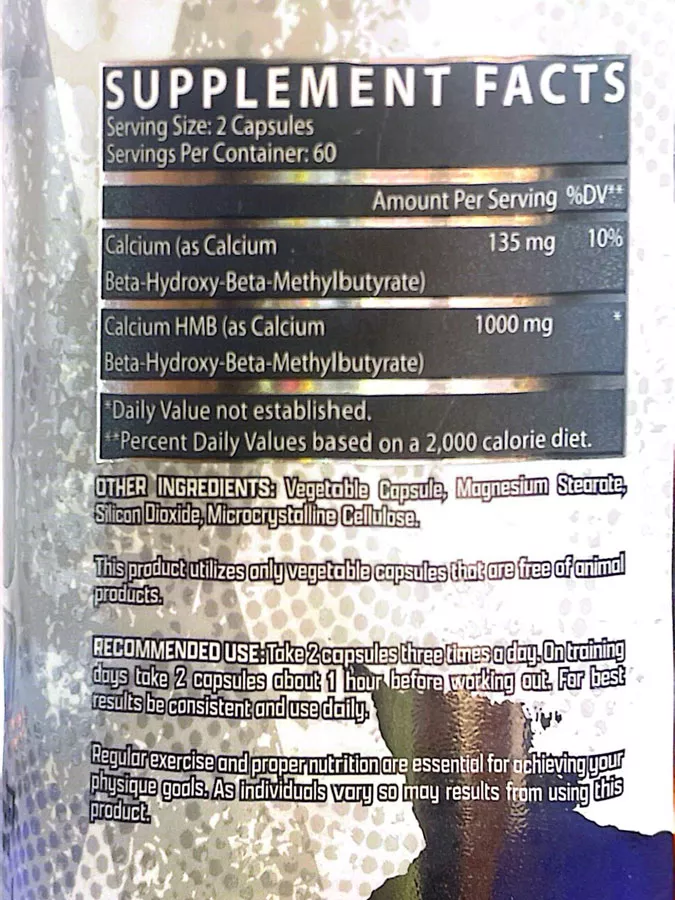 SUPPLEMENT FACTS
Serving Size: 2 Capsules
Servings Per Container: 60
Amount Per Serving %DV**
Calcium (as Calcium 135 mg 10%
Beta-Hydroxy-Beta-Methylbutyrate)
Calcium HMB (as Calcium 1000 mg *
Beta-Hydroxy-Beta-Methylbutyrate)
*Daily Value not established.
**Percent Daily Values based on a 2,000 calorie diet.
OTHER INGREDIENTS: Vegetable Capsule, Magnesium Stearate,
Silicon Dioxide, Microcrystalline Cellulose.
This product utilizes only vegetable capsules that are free of animal
products.
RECOMMENDED USE: Take 2 capsules three times a day. On training
days take 2 capsules about 1 hour before working out. For best
results be consistent and use daily.
Regular exercise and proper nutrition are essential for achieving your
physique goals. As individuals vary so may results from using this
product.